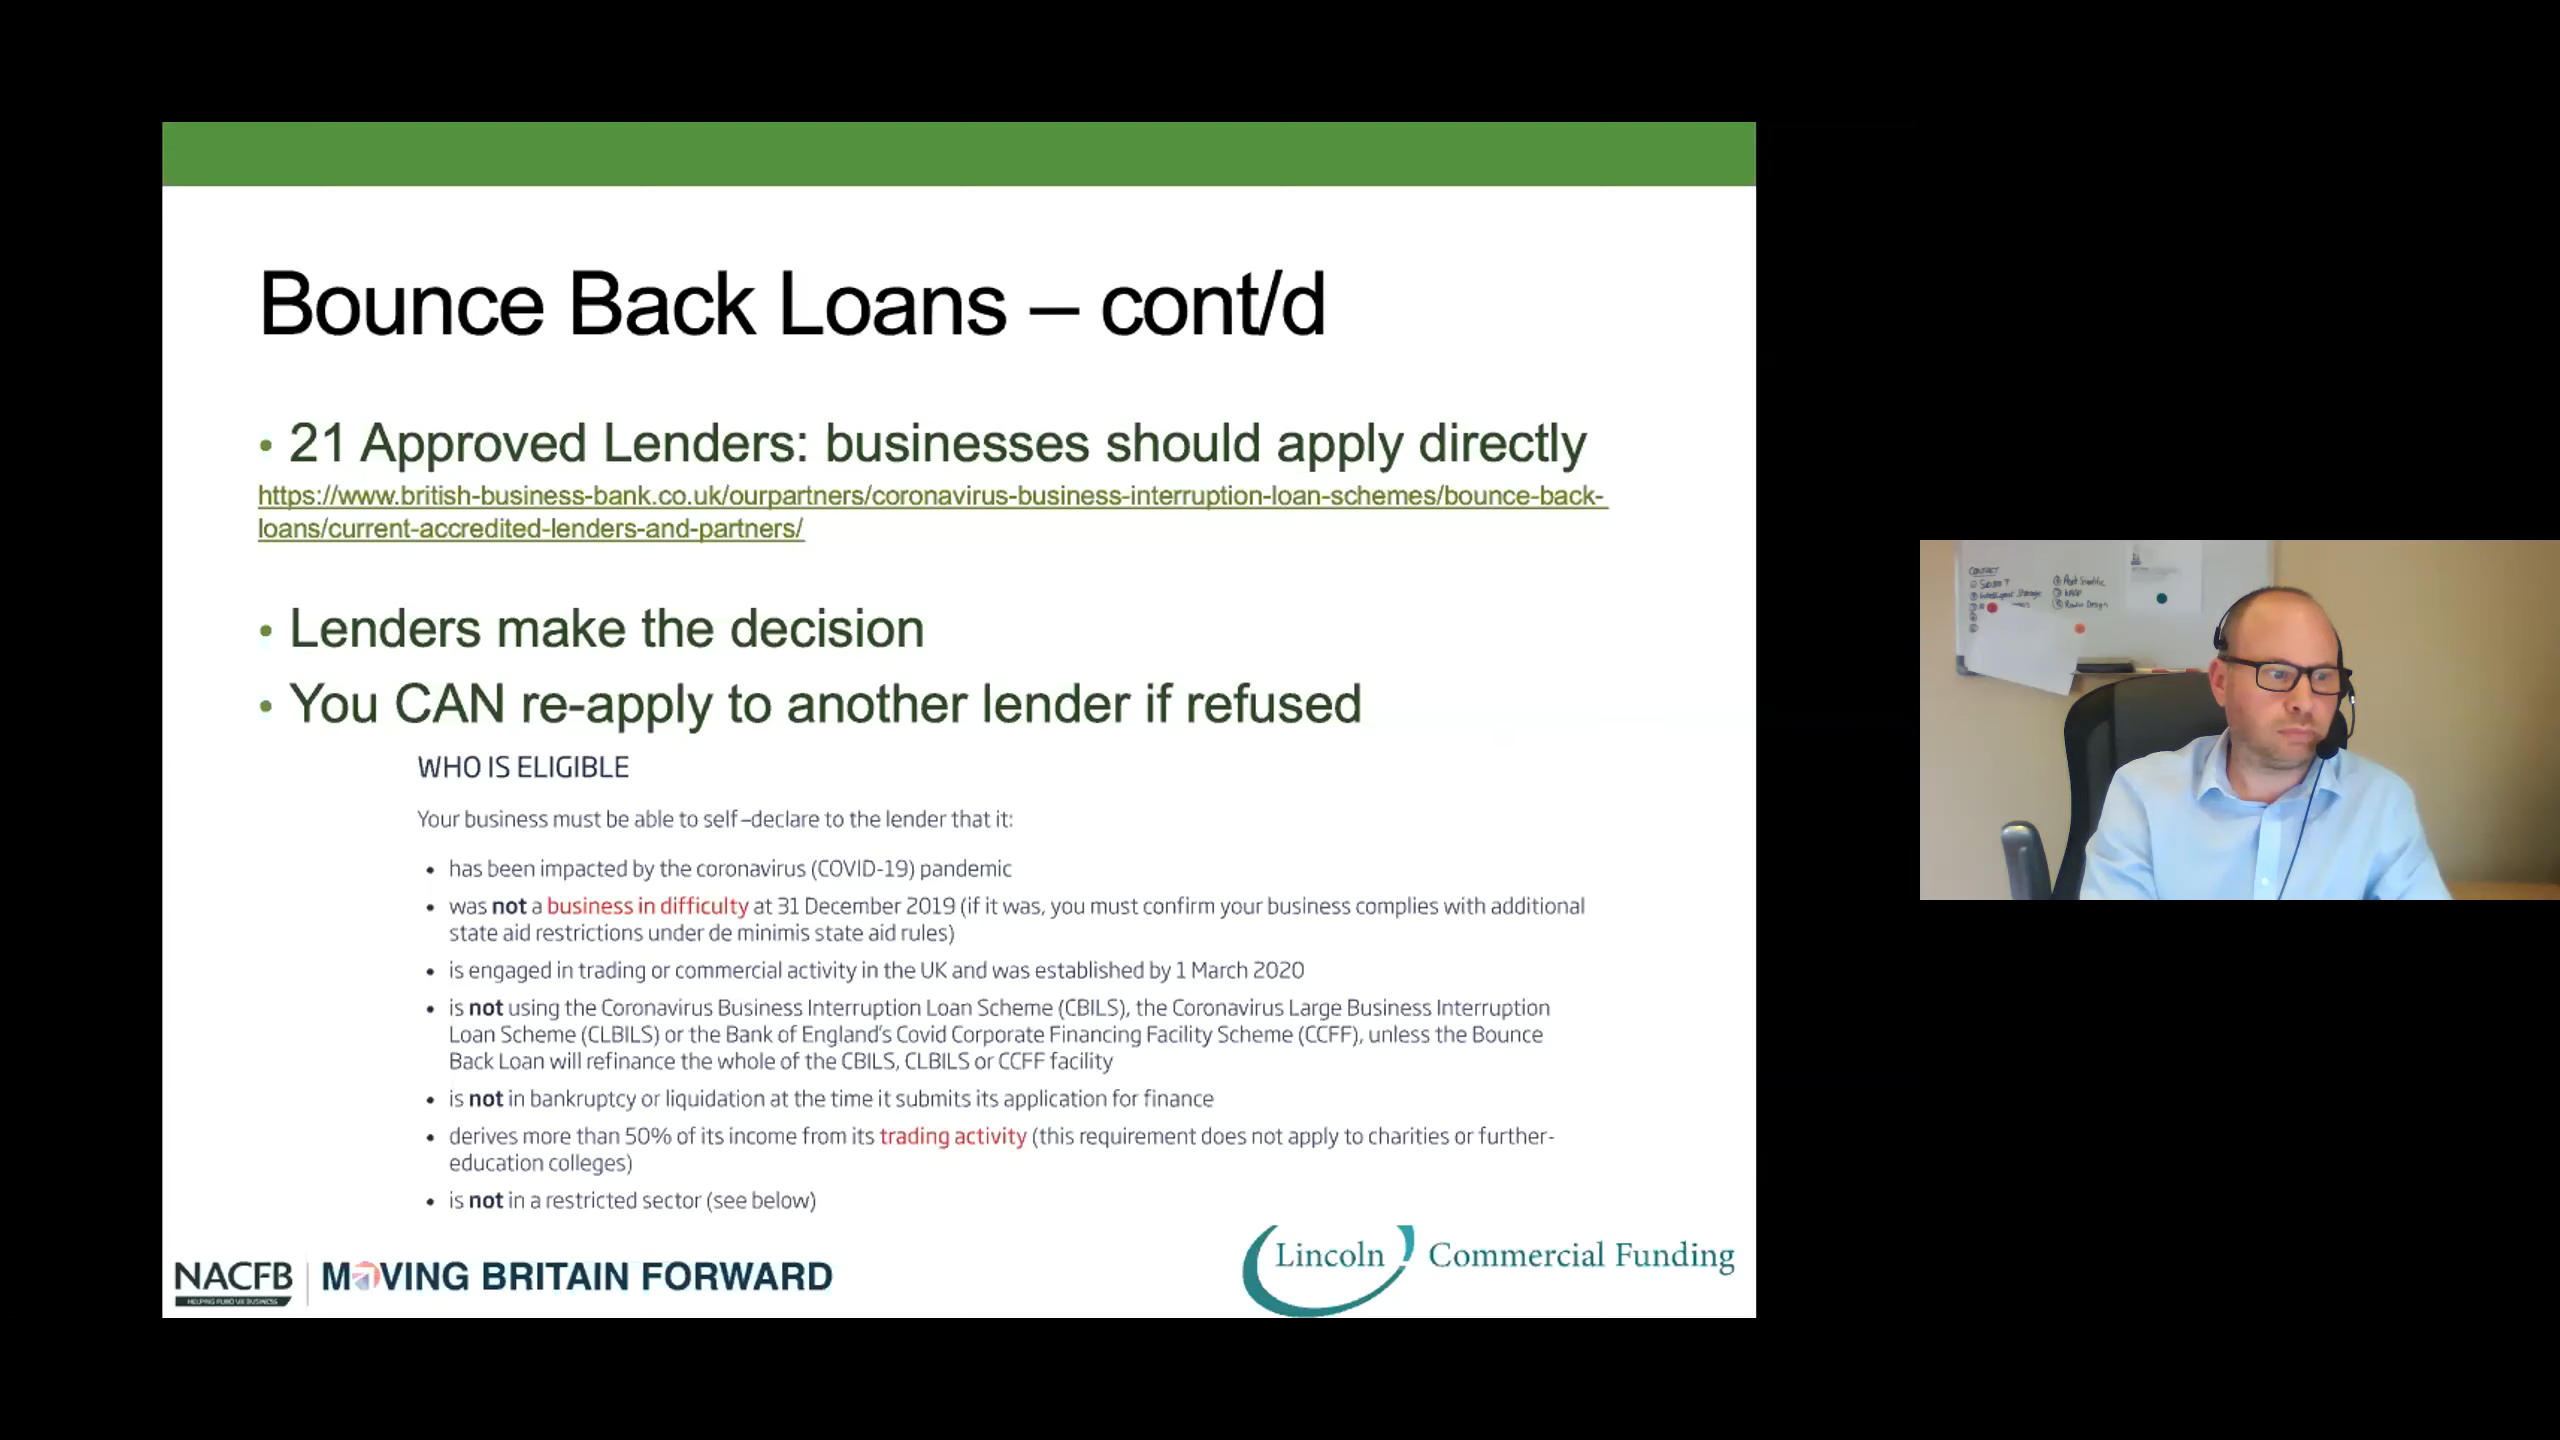 Bounce Back Loans – cont/d
• 21 Approved Lenders: businesses should apply directly
https://www.british-business-bank.co.uk/ourpartners/coronavirus-business-interruption-loan-schemes/bounce-back-
loans/current-accredited-lenders-and-partners/
• Lenders make the decision
• You CAN re-apply to another lender if refused
WHO IS ELIGIBLE
Your business must be able to self–declare to the lender that it:
• has been impacted by the coronavirus (COVID-19) pandemic
• was not a business in difficulty at 31 December 2019 (if it was, you must confirm your business complies with additional
state aid restrictions under de minimis state aid rules)
• is engaged in trading or commercial activity in the UK and was established by 1 March 2020
• is not using the Coronavirus Business Interruption Loan Scheme (CBILS), the Coronavirus Large Business Interruption
Loan Scheme (CLBILS) or the Bank of England's Covid Corporate Financing Facility Scheme (CCFF), unless the Bounce
Back Loan will refinance the whole of the CBILS, CLBILS or CCFF facility
• is not in bankruptcy or liquidation at the time it submits its application for finance
• derives more than 50% of its income from its trading activity (this requirement does not apply to charities or further-
education colleges)
• is not in a restricted sector (see below)
NACFB
HELPING FUND UK BUSINESS
MOVING BRITAIN FORWARD
Lincoln Commercial Funding
CONTACT
Intelligent Storage